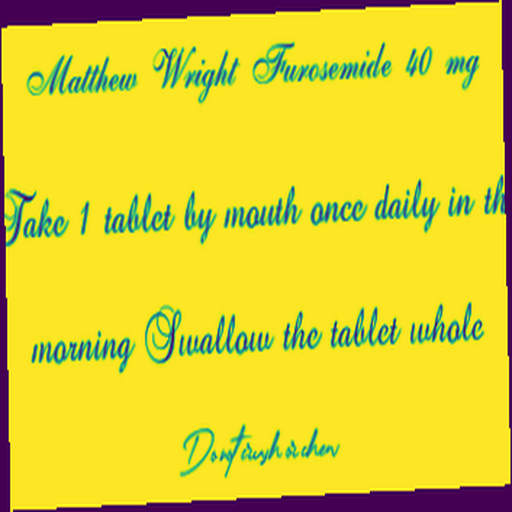 Matthew Wright Furosemide 40 mg
Take 1 tablet by mouth once daily in th
morning Swallow the tablet whole